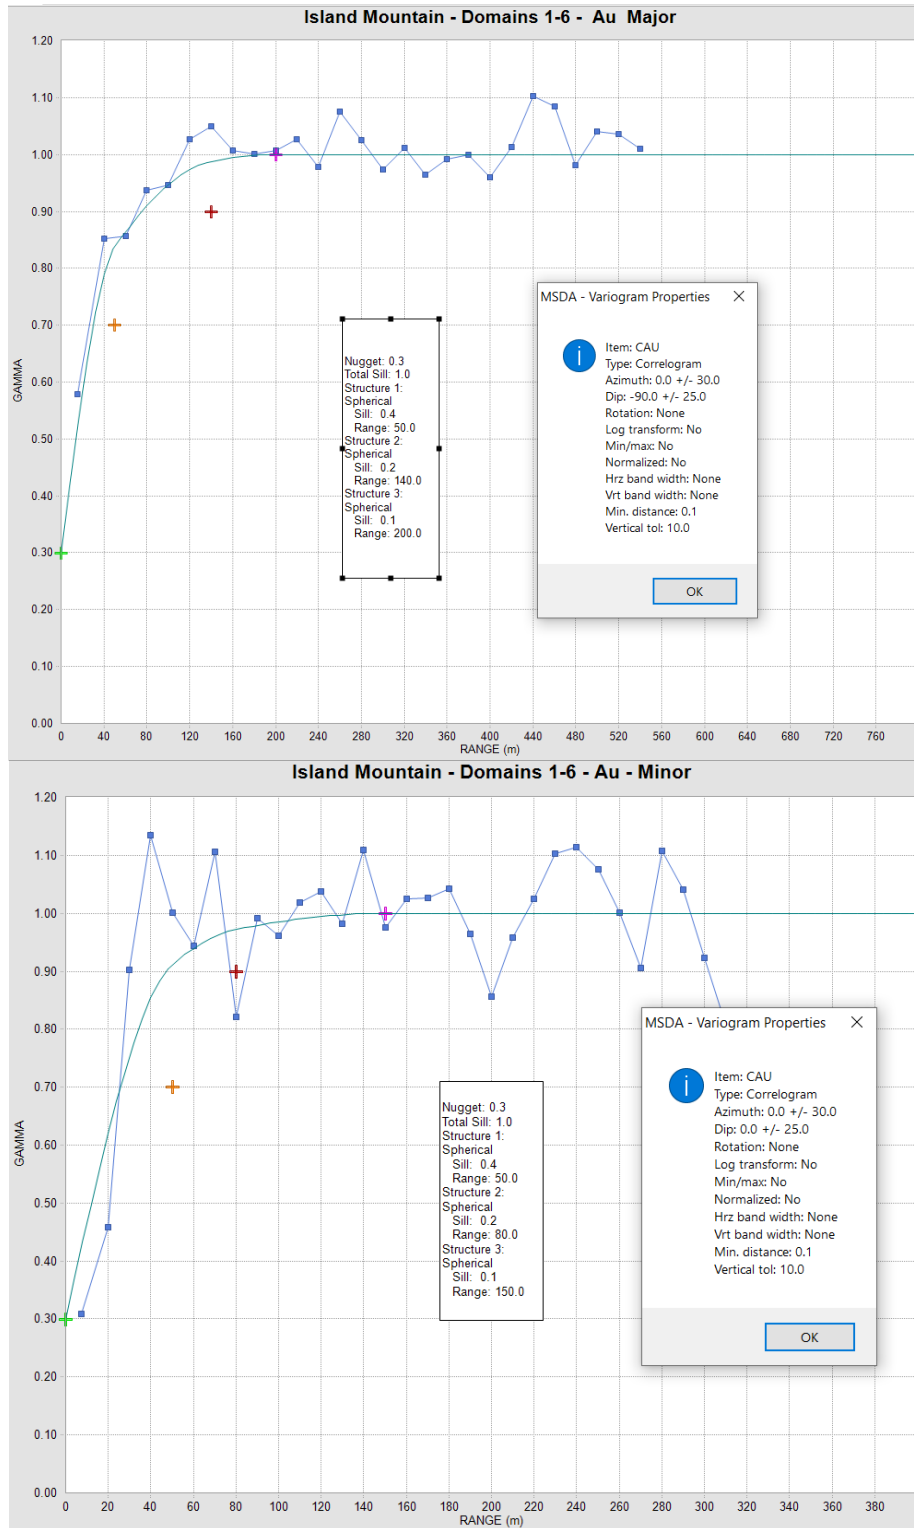 Island Mountain - Domains 1-6 - Au Major
1.20
1.10
1.00
0.90
0.80
0.70
0.60
0.50
0.40
0.30
0.20
0.10
0.00
GAMMA
0 40 80 120 160 200 240 280 320 360 400 440 480 520 560 600 640 680 720 760
RANGE (m)
Nugget: 0.3
Total Sill: 1.0
Structure 1:
Spherical
Sill: 0.4
Range: 50.0
Structure 2:
Spherical
Sill: 0.2
Range: 140.0
Structure 3:
Spherical
Sill: 0.1
Range: 200.0
MSDA - Variogram Properties
Item: CAU
Type: Correlogram
Azimuth: 0.0 +/- 30.0
Dip: -90.0 +/- 25.0
Rotation: None
Log transform: No
Min/max: No
Normalized: No
Hrz band width: None
Vrt band width: None
Min. distance: 0.1
Vertical tol: 10.0
OK
Island Mountain - Domains 1-6 - Au - Minor
1.20
1.10
1.00
0.90
0.80
0.70
0.60
0.50
0.40
0.30
0.20
0.10
0.00
GAMMA
0 20 40 60 80 100 120 140 160 180 200 220 240 260 280 300 320 340 360 380
RANGE (m)
Nugget: 0.3
Total Sill: 1.0
Structure 1:
Spherical
Sill: 0.4
Range: 50.0
Structure 2:
Spherical
Sill: 0.2
Range: 80.0
Structure 3:
Spherical
Sill: 0.1
Range: 150.0
MSDA - Variogram Properties
Item: CAU
Type: Correlogram
Azimuth: 0.0 +/- 30.0
Dip: 0.0 +/- 25.0
Rotation: None
Log transform: No
Min/max: No
Normalized: No
Hrz band width: None
Vrt band width: None
Min. distance: 0.1
Vertical tol: 10.0
OK